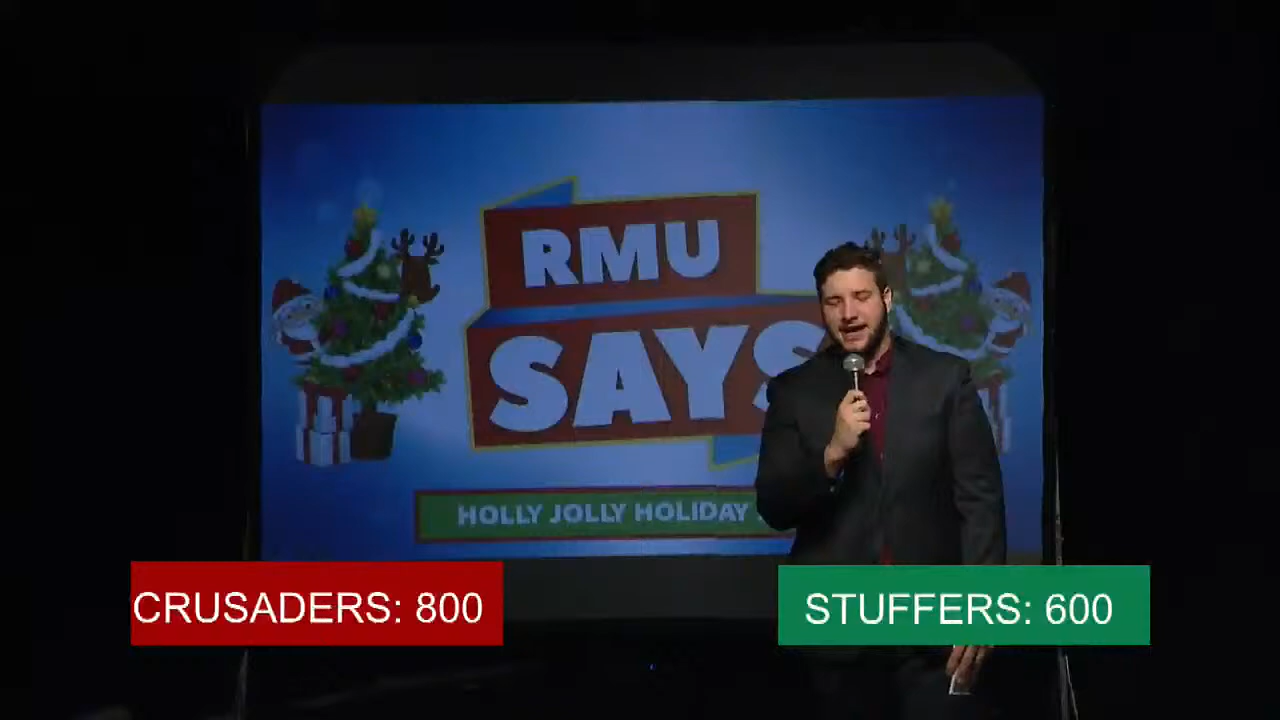 RMU
SAYS
HOLLY JOLLY HOLIDAY
CRUSADERS: 800
STUFFERS: 600